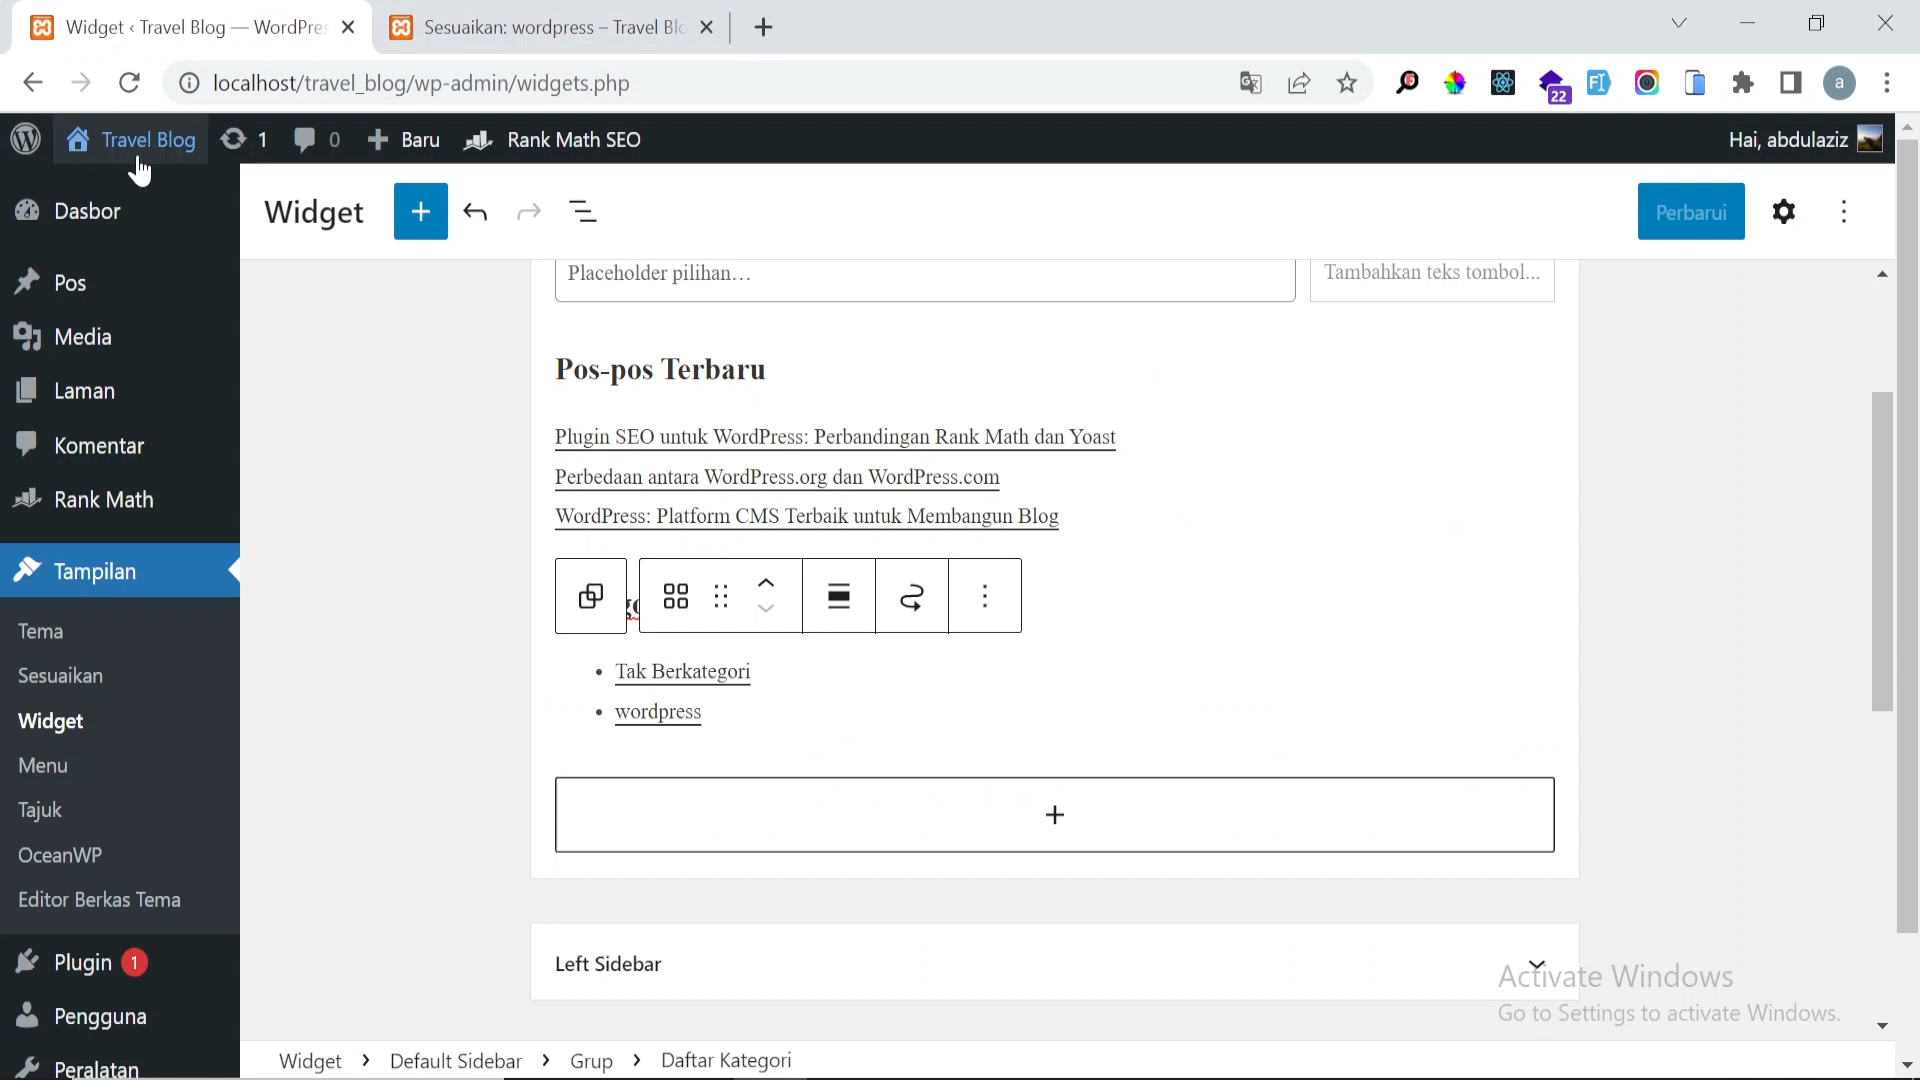 Widget ‹ Travel Blog — WordPres
Sesuaikan: wordpress – Travel Blo
localhost/travel_blog/wp-admin/widgets.php
22
a
Travel Blog
1
0
Baru
Rank Math SEO
Hai, abdulaziz
Dasbor
Pos
Media
Laman
Komentar
Rank Math
Tampilan
Tema
Sesuaikan
Widget
Menu
Tajuk
OceanWP
Editor Berkas Tema
Plugin 1
Pengguna
Peralatan
Widget
Perbarui
Placeholder pilihan...
Tambahkan teks tombol...
Pos-pos Terbaru
Plugin SEO untuk WordPress: Perbandingan Rank Math dan Yoast
Perbedaan antara WordPress.org dan WordPress.com
WordPress: Platform CMS Terbaik untuk Membangun Blog
• Tak Berkategori
• wordpress
Left Sidebar
Activate Windows
Go to Settings to activate Windows.
Widget › Default Sidebar › Grup › Daftar Kategori